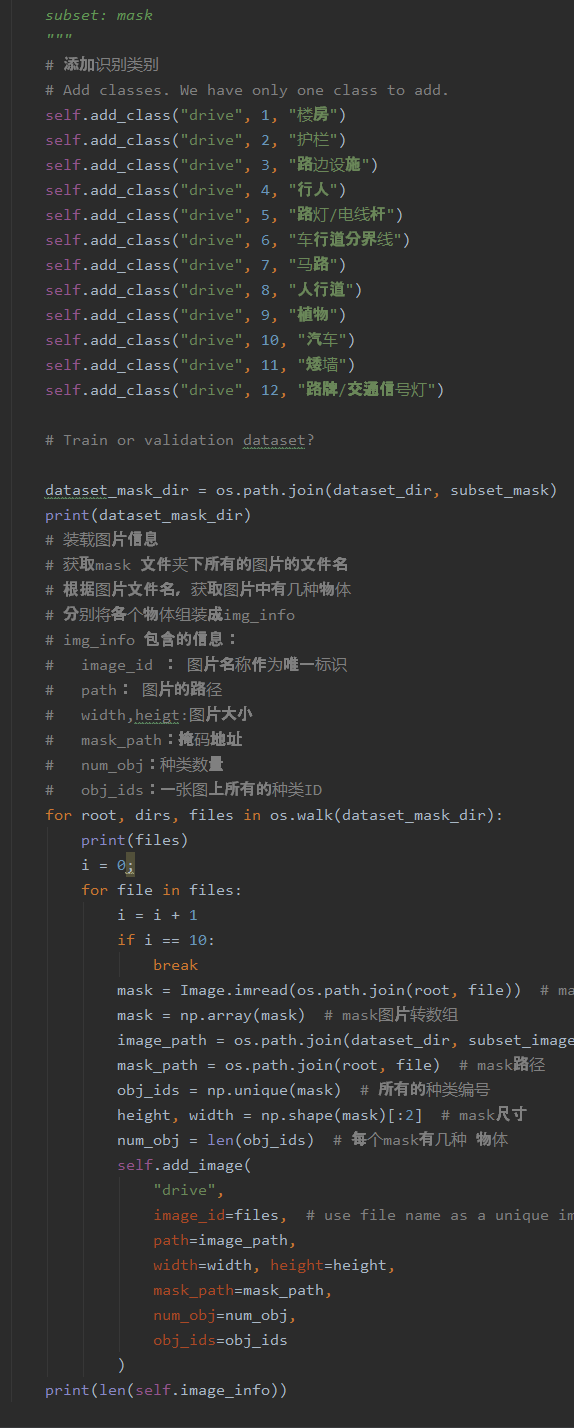 subset: mask
"""
# 添加识别类别
# Add classes. We have only one class to add.
self.add_class("drive", 1, "楼房")
self.add_class("drive", 2, "护栏")
self.add_class("drive", 3, "路边设施")
self.add_class("drive", 4, "行人")
self.add_class("drive", 5, "路灯/电线杆")
self.add_class("drive", 6, "车行道分界线")
self.add_class("drive", 7, "马路")
self.add_class("drive", 8, "人行道")
self.add_class("drive", 9, "植物")
self.add_class("drive", 10, "汽车")
self.add_class("drive", 11, "矮墙")
self.add_class("drive", 12, "路牌/交通信号灯")
# Train or validation dataset?
dataset_mask_dir = os.path.join(dataset_dir, subset_mask)
print(dataset_mask_dir)
# 装载图片信息
# 获取mask 文件夹下所有的图片的文件名
# 根据图片文件名，获取图片中有几种物体
# 分别将各个物体组装成img_info
# img_info 包含的信息：
#   image_id ： 图片名称作为唯一标识
#   path： 图片的路径
#   width,heigt:图片大小
#   mask_path：掩码地址
#   num_obj：种类数量
#   obj_ids：一张图上所有的种类ID
for root, dirs, files in os.walk(dataset_mask_dir):
print(files)
i = 0;
for file in files:
i = i + 1
if i == 10:
break
mask = Image.imread(os.path.join(root, file))  # ma
mask = np.array(mask)  # mask图片转数组
image_path = os.path.join(dataset_dir, subset_image
mask_path = os.path.join(root, file)  # mask路径
obj_ids = np.unique(mask)  # 所有的种类编号
height, width = np.shape(mask)[:2]  # mask尺寸
num_obj = len(obj_ids)  # 每个mask有几种 物体
self.add_image(
"drive",
image_id=files,  # use file name as a unique im
path=image_path,
width=width, height=height,
mask_path=mask_path,
num_obj=num_obj,
obj_ids=obj_ids
)
print(len(self.image_info))